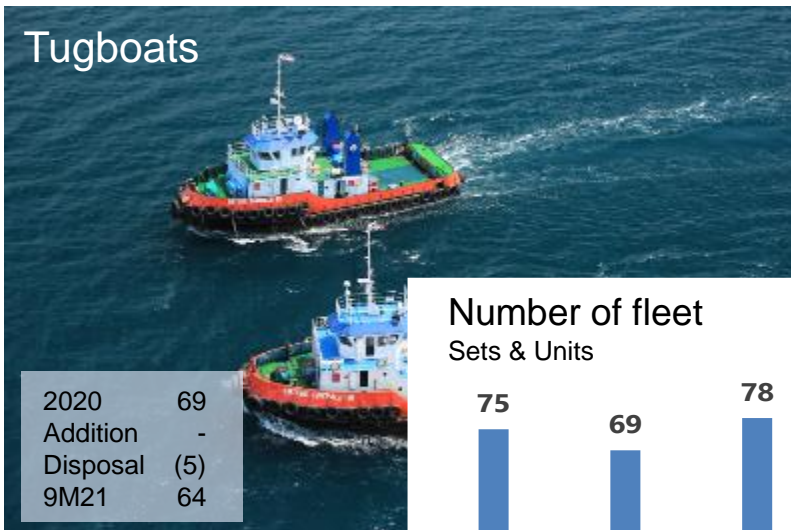 Tugboats
Number of fleet
Sets & Units
75
69
78
2020 69
Addition -
Disposal (5)
9M21 64